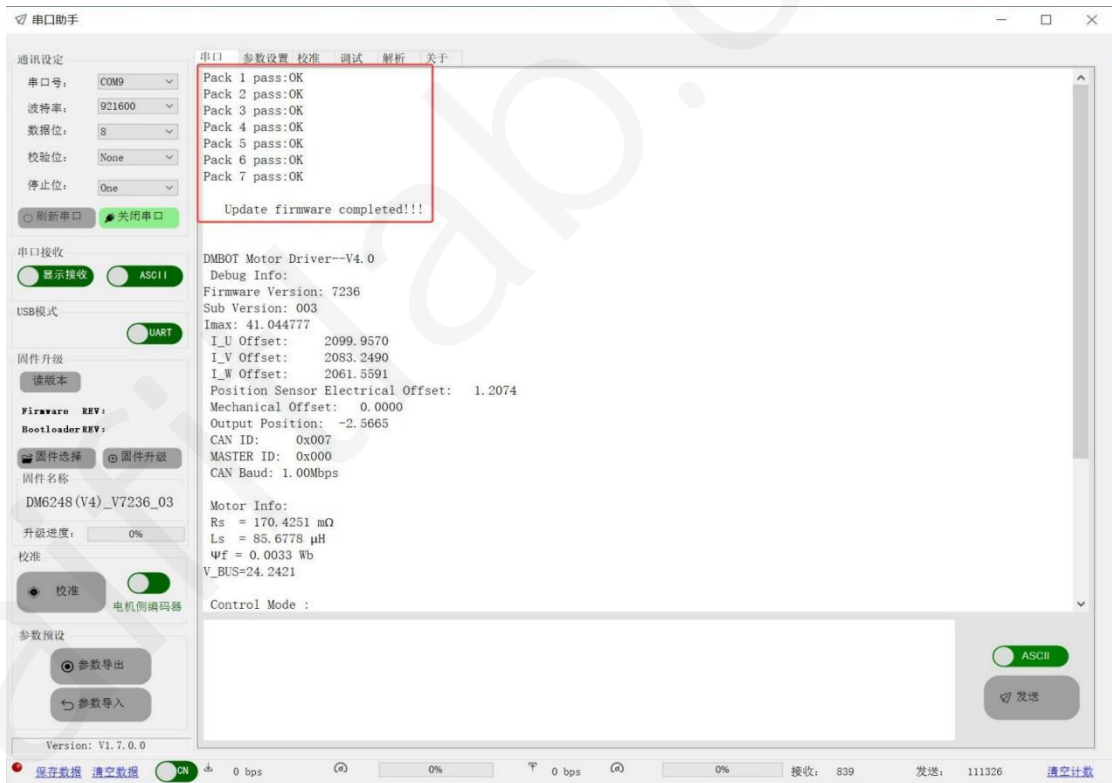 串口助手
通讯设定
串口号: COM9
波特率: 921600
数据位: 8
校验位: None
停止位: One
刷新串口 关闭串口
串口接收
显示接收 ASCII
USB模式
UART
固件升级
读版本
Firmware REV:
Bootloader REV:
固件选择 固件升级
固件名称
DM6248(V4)_V7236_03
升级进度: 0%
校准
校准
电机侧编码器
参数预设
参数导出
参数导入
Version: V1.7.0.0
串口 参数设置 校准 调试 解析 关于
Pack 1 pass:OK
Pack 2 pass:OK
Pack 3 pass:OK
Pack 4 pass:OK
Pack 5 pass:OK
Pack 6 pass:OK
Pack 7 pass:OK
Update firmware completed!!!
DMBOT Motor Driver--V4.0
Debug Info:
Firmware Version: 7236
Sub Version: 003
Imax: 41.044777
I_U Offset: 2099.9570
I_V Offset: 2083.2490
I_W Offset: 2061.5591
Position Sensor Electrical Offset: 1.2074
Mechanical Offset: 0.0000
Output Position: -2.5665
CAN ID: 0x007
MASTER ID: 0x000
CAN Baud: 1.00Mbps
Motor Info:
Rs = 170.4251 mΩ
Ls = 85.6778 μH
Ψf = 0.0033 Wb
V_BUS=24.2421
Control Mode :
ASCII
发送
保存数据 清空数据 CN 0 bps 0% 0 bps 0% 接收: 839 发送: 111326 清空计数